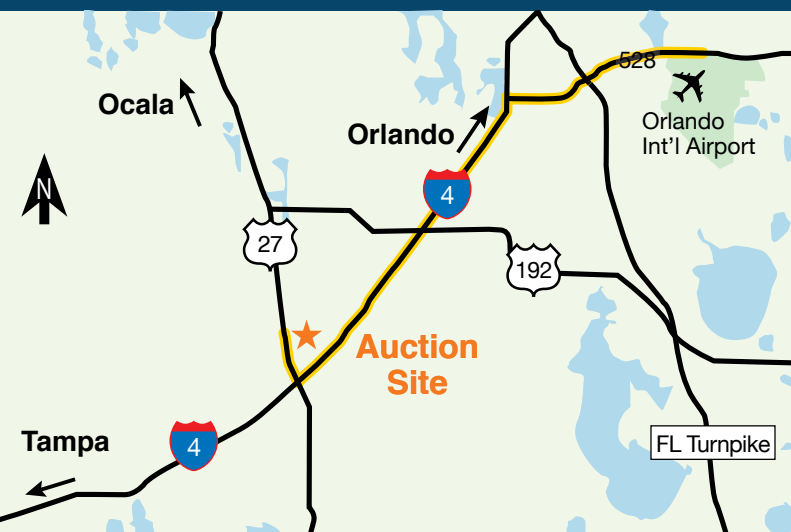 528
Ocala
Orlando
Orlando
Int'l Airport
N
4
27
192
Auction
Site
FL Turnpike
Tampa
4